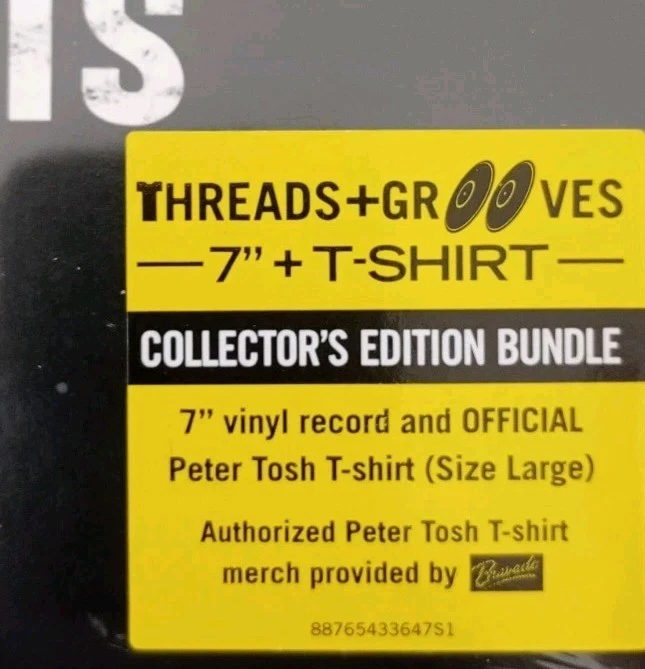 IS
THREADS+GROOVES
— 7” + T-SHIRT —
COLLECTOR’S EDITION BUNDLE
7” vinyl record and OFFICIAL
Peter Tosh T-shirt (Size Large)
Authorized Peter Tosh T-shirt
merch provided by Bravado
88765433647S1